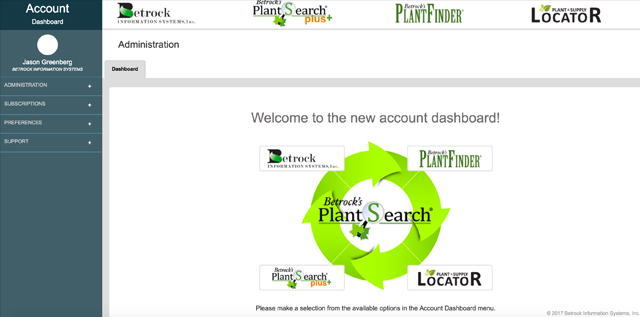 Account
Dashboard
Jason Greenberg
BETROCK INFORMATION SYSTEMS
ADMINISTRATION +
SUBSCRIPTIONS +
PREFERENCES +
SUPPORT +
Betrock
INFORMATION SYSTEMS, Inc.
Betrock's
PlantSearch
plus+
Betrock's
PLANTFINDER®
PLANT • SUPPLY
LOCATOR
Administration
Dashboard
Welcome to the new account dashboard!
Betrock
INFORMATION SYSTEMS, INC.
Betrock's
PLANTFINDER®
Betrock's
PlantSearch®
Betrock's
PlantSearch
plus+
PLANT • SUPPLY
LOCATOR
Please make a selection from the available options in the Account Dashboard menu.
© 2017 Betrock Information Systems, Inc.